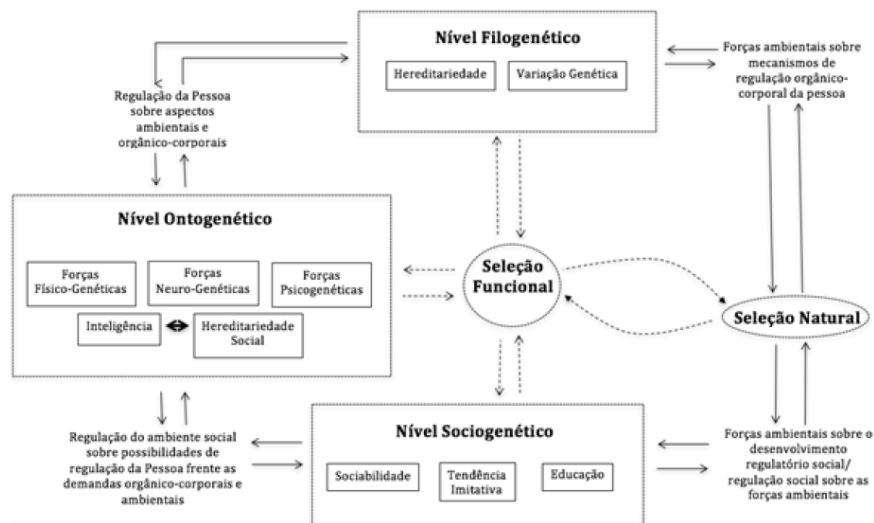 Nível Filogenético
Hereditariedade
Variação Genética
Forças ambientais sobre
mecanismos de
regulação orgânico-
corporal da pessoa
Regulação da Pessoa
sobre aspectos
ambientais e
orgânico-corporais
Nível Ontogenético
Forças
Físico-Genéticas
Forças
Neuro-Genéticas
Forças
Psicogenéticas
Inteligência
Hereditariedade
Social
Seleção
Funcional
Seleção Natural
Regulação do ambiente social
sobre possibilidades de
regulação da Pessoa frente as
demandas orgânico-corporais e
ambientais
Nível Sociogenético
Sociabilidade
Tendência
Imitativa
Educação
Forças ambientais sobre o
desenvolvimento
regulatório social/
regulação social sobre as
forças ambientais